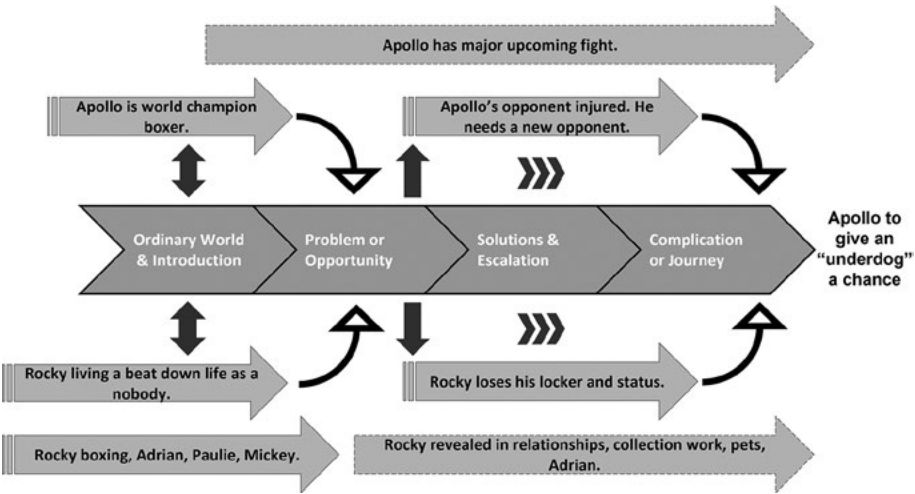 Apollo has major upcoming fight.
Apollo is world champion
boxer.
Apollo's opponent injured. He
needs a new opponent.
Ordinary World
& Introduction
Problem or
Opportunity
Solutions &
Escalation
Complication
or Journey
Apollo to
give an
"underdog"
a chance
Rocky living a beat down life as a
nobody.
Rocky loses his locker and status.
Rocky boxing, Adrian, Paulie, Mickey.
Rocky revealed in relationships, collection work, pets,
Adrian.